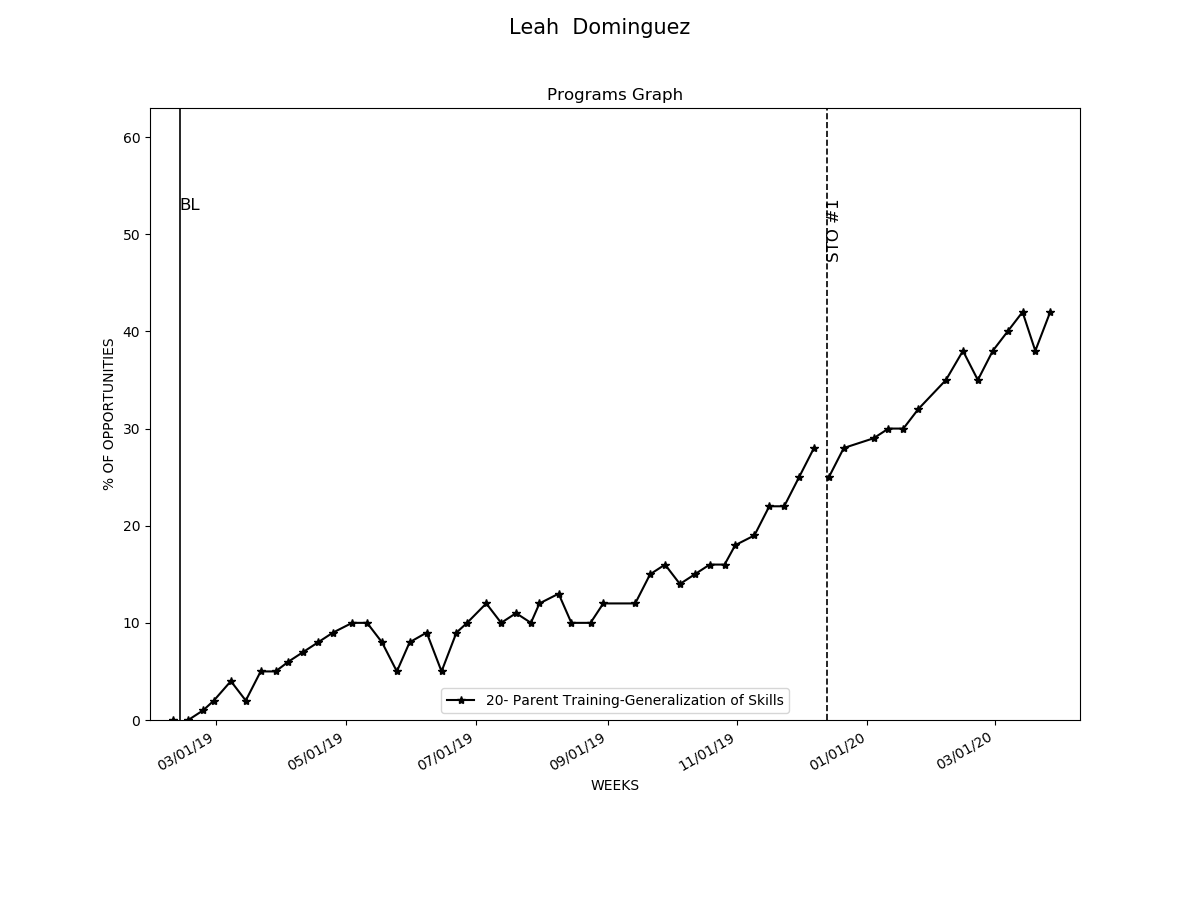 Leah  Dominguez
Programs Graph
60
BL
STO #1
50
40
% OF OPPORTUNITIES
30
20
10
0
20- Parent Training-Generalization of Skills
03/01/19
05/01/19
07/01/19
09/01/19
11/01/19
01/01/20
03/01/20
WEEKS